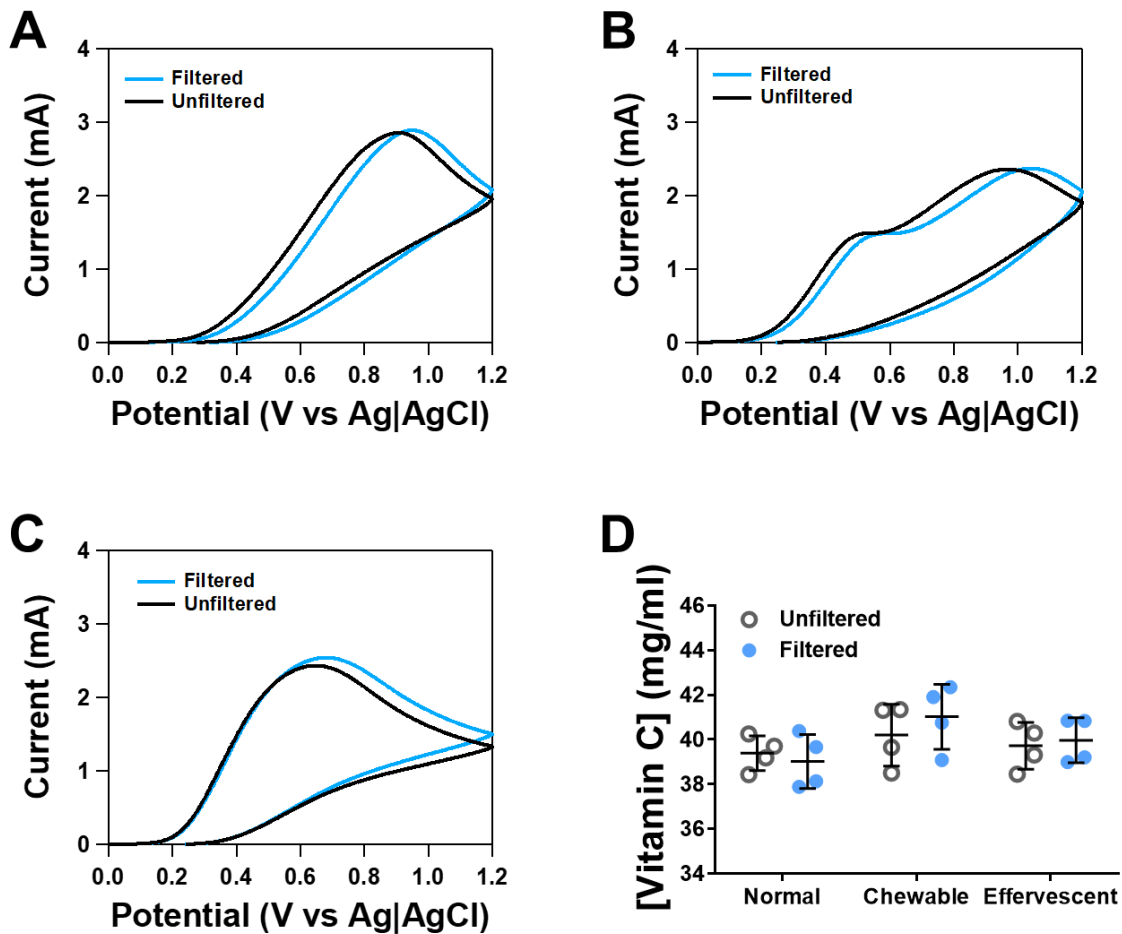 A
4
3
2
1
0
Current (mA)
Filtered
Unfiltered
0.0 0.2 0.4 0.6 0.8 1.0 1.2
Potential (V vs Ag|AgCl)
B
4
3
2
1
0
Current (mA)
Filtered
Unfiltered
0.0 0.2 0.4 0.6 0.8 1.0 1.2
Potential (V vs Ag|AgCl)
C
4
3
2
1
0
Current (mA)
Filtered
Unfiltered
0.0 0.2 0.4 0.6 0.8 1.0 1.2
Potential (V vs Ag|AgCl)
D
46
44
42
40
38
36
34
[Vitamin C] (mg/ml)
Unfiltered
Filtered
Normal Chewable Effervescent